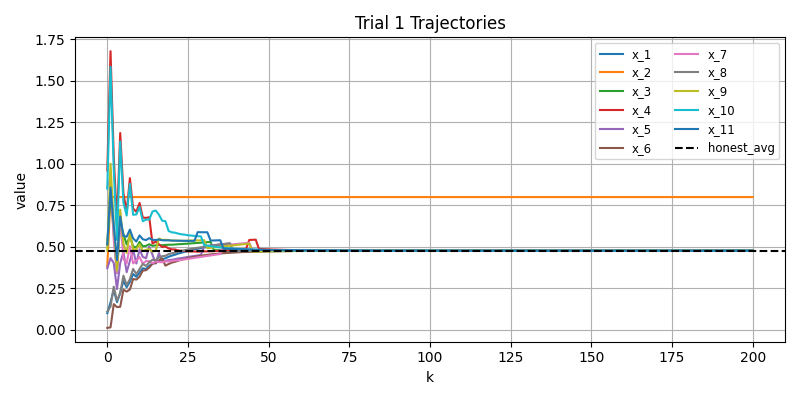 Trial 1 Trajectories
value
1.75
1.50
1.25
1.00
0.75
0.50
0.25
0.00
x_1
x_2
x_3
x_4
x_5
x_6
x_7
x_8
x_9
x_10
x_11
honest_avg
0 25 50 75 100 125 150 175 200
k